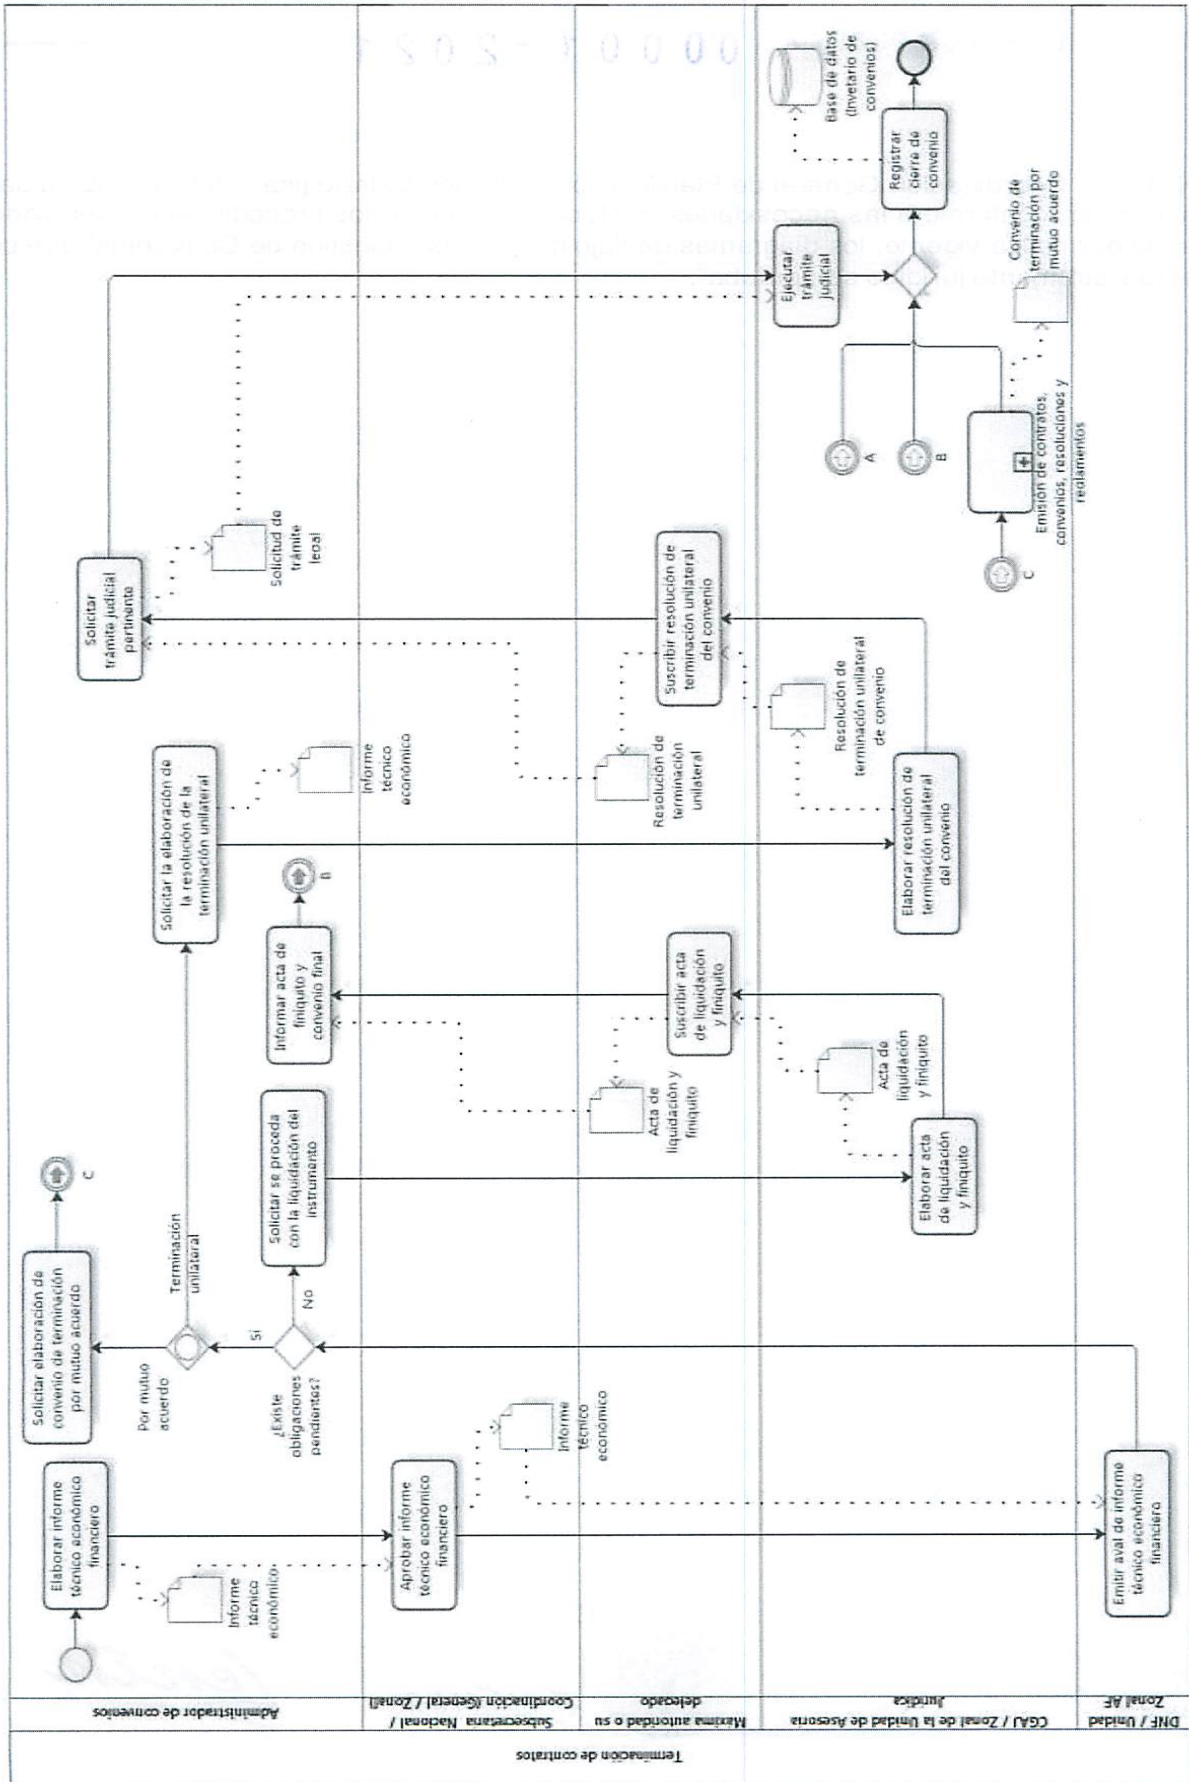 Terminación de contratos
Administrador de convenios
Subsecretaria Nacional /
Coordinación (General / Zonal)
Máxima autoridad o su
delegado
CGAJ / Zonal de la Unidad de Asesoria
Jurídica
DNF / Unidad
Zonal AF
Elaborar informe
técnico económico
financiero
Informe
técnico
económico
Aprobar informe
técnico económico
financiero
Informe
técnico
económico
Emitir aval de informe
técnico económico
financiero
¿Existe
obligaciones
pendientes?
Sí
No
Por mutuo
acuerdo
Terminación
unilateral
Solicitar elaboración de
convenio de terminación
por mutuo acuerdo
C
Solicitar se proceda
con la liquidación del
instrumento
Elaborar acta
de liquidación
y finiquito
Acta de
liquidación
y finiquito
Suscribir acta
de liquidación
y finiquito
Acta de
liquidación y
finiquito
Informar acta de
finiquito y
convenio final
B
Solicitar la elaboración de
la resolución de la
terminación unilateral
Informe
técnico
económico
Elaborar resolución de
terminación unilateral
del convenio
Resolución de
terminación unilateral
de convenio
Suscribir resolución de
terminación unilateral
del convenio
Resolución de
terminación
unilateral
Solicitar
trámite judicial
pertinente
Solicitud de
trámite
legal
Ejecutar
trámite
judicial
A
B
C
Emisión de contratos,
convenios, resoluciones y
reglamentos
Convenio de
terminación por
mutuo acuerdo
Registrar
cierre de
convenio
Base de datos
(Invetario de
convenios)